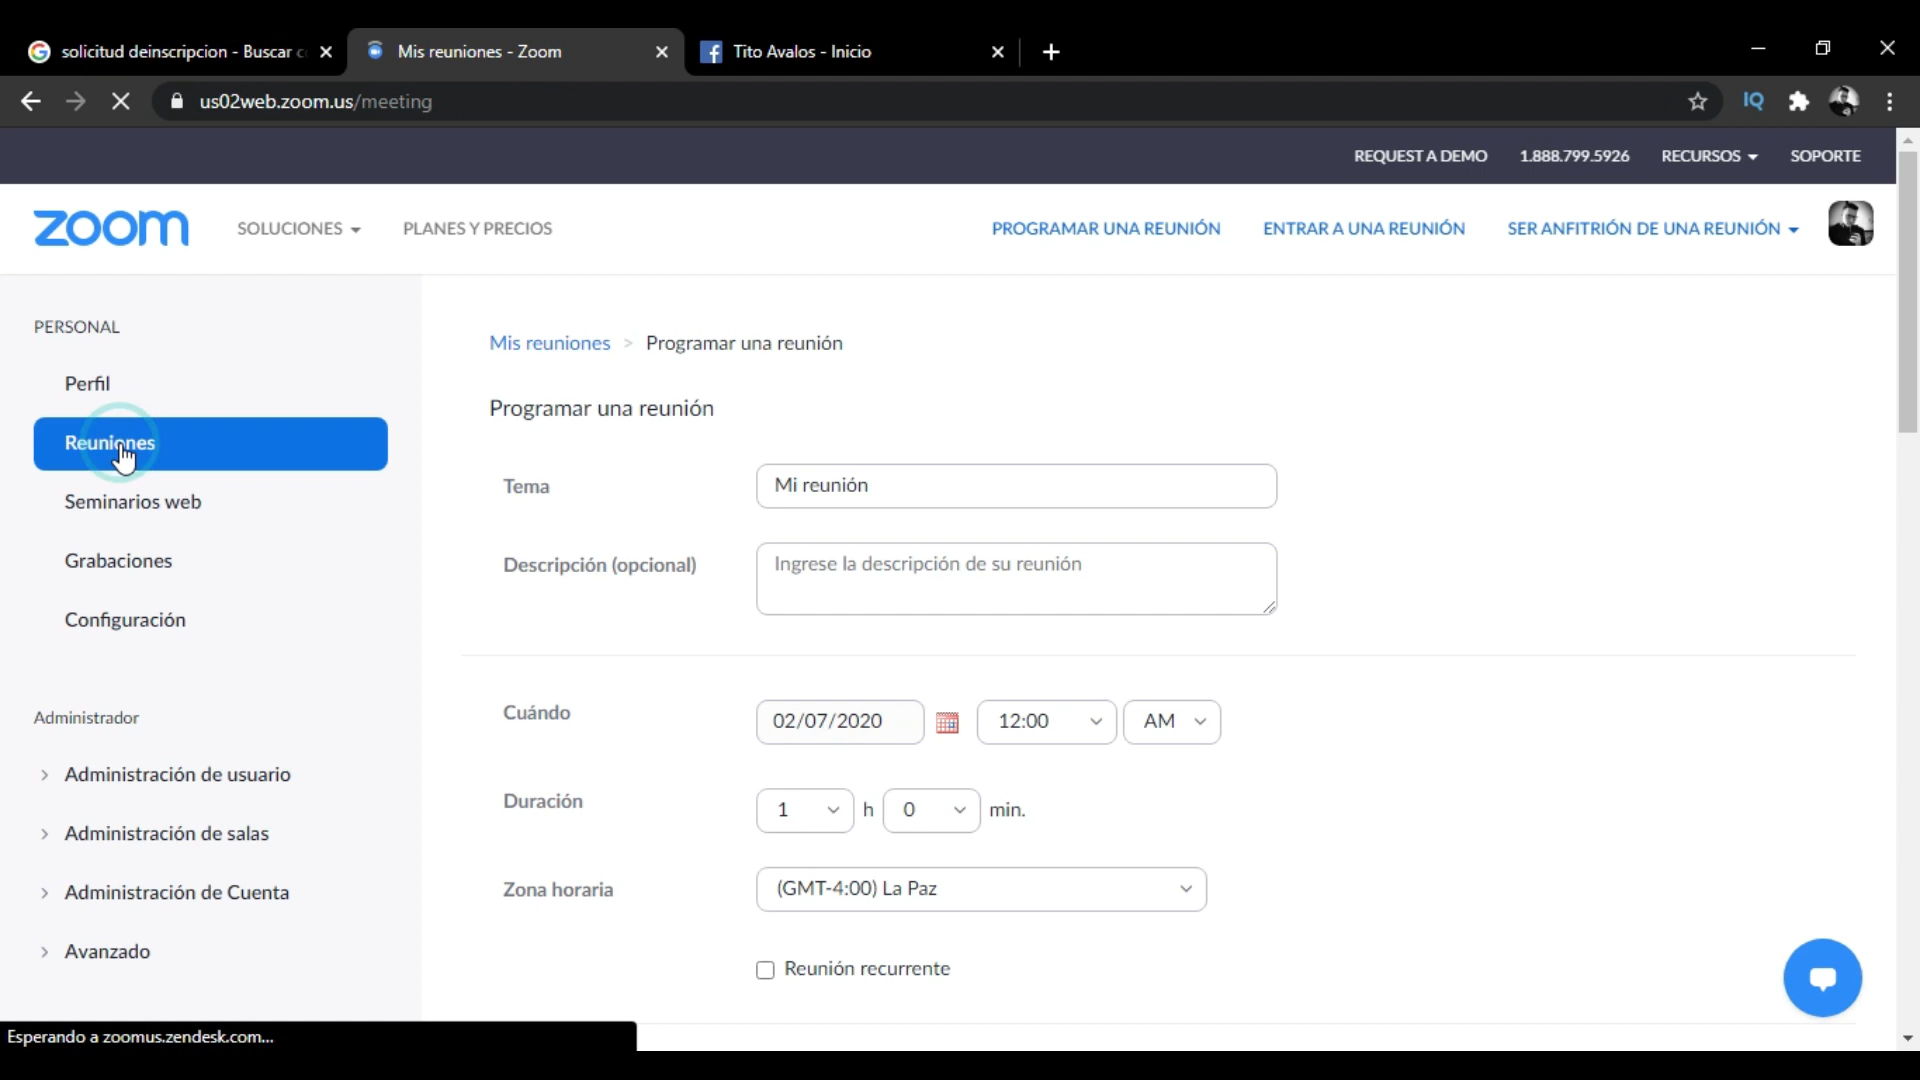 solicitud deinscripcion - Buscar c
Mis reuniones - Zoom
Tito Avalos - Inicio
us02web.zoom.us/meeting
IQ
REQUEST A DEMO
1.888.799.5926
RECURSOS
SOPORTE
zoom
SOLUCIONES
PLANES Y PRECIOS
PROGRAMAR UNA REUNIÓN
ENTRAR A UNA REUNIÓN
SER ANFITRIÓN DE UNA REUNIÓN
PERSONAL
Perfil
Reuniones
Seminarios web
Grabaciones
Configuración
Administrador
Administración de usuario
Administración de salas
Administración de Cuenta
Avanzado
Mis reuniones > Programar una reunión
Programar una reunión
Tema
Mi reunión
Descripción (opcional)
Ingrese la descripción de su reunión
Cuándo
02/07/2020
12:00
AM
Duración
1
h
0
min.
Zona horaria
(GMT-4:00) La Paz
Reunión recurrente
Esperando a zoomus.zendesk.com...